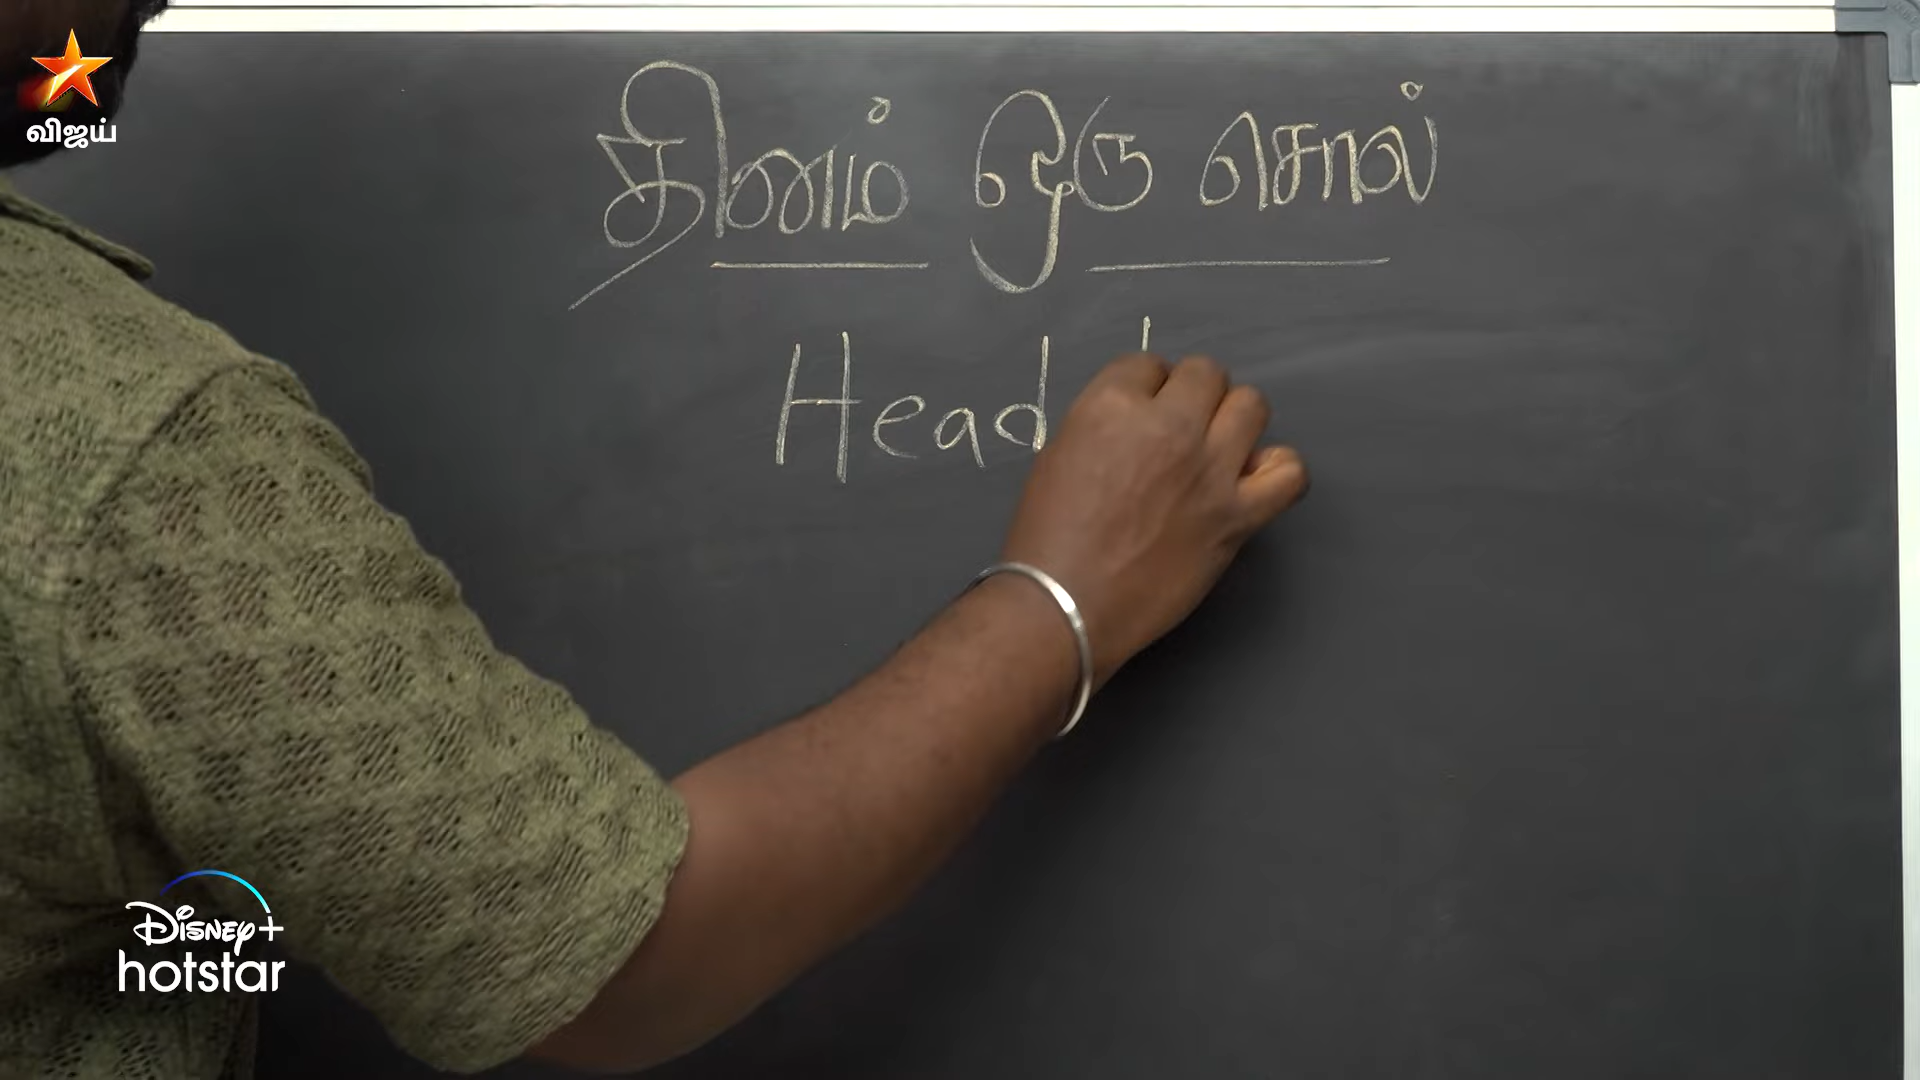 விஜய்
தினம் ஒரு சொல்
Head
Disney+
hotstar